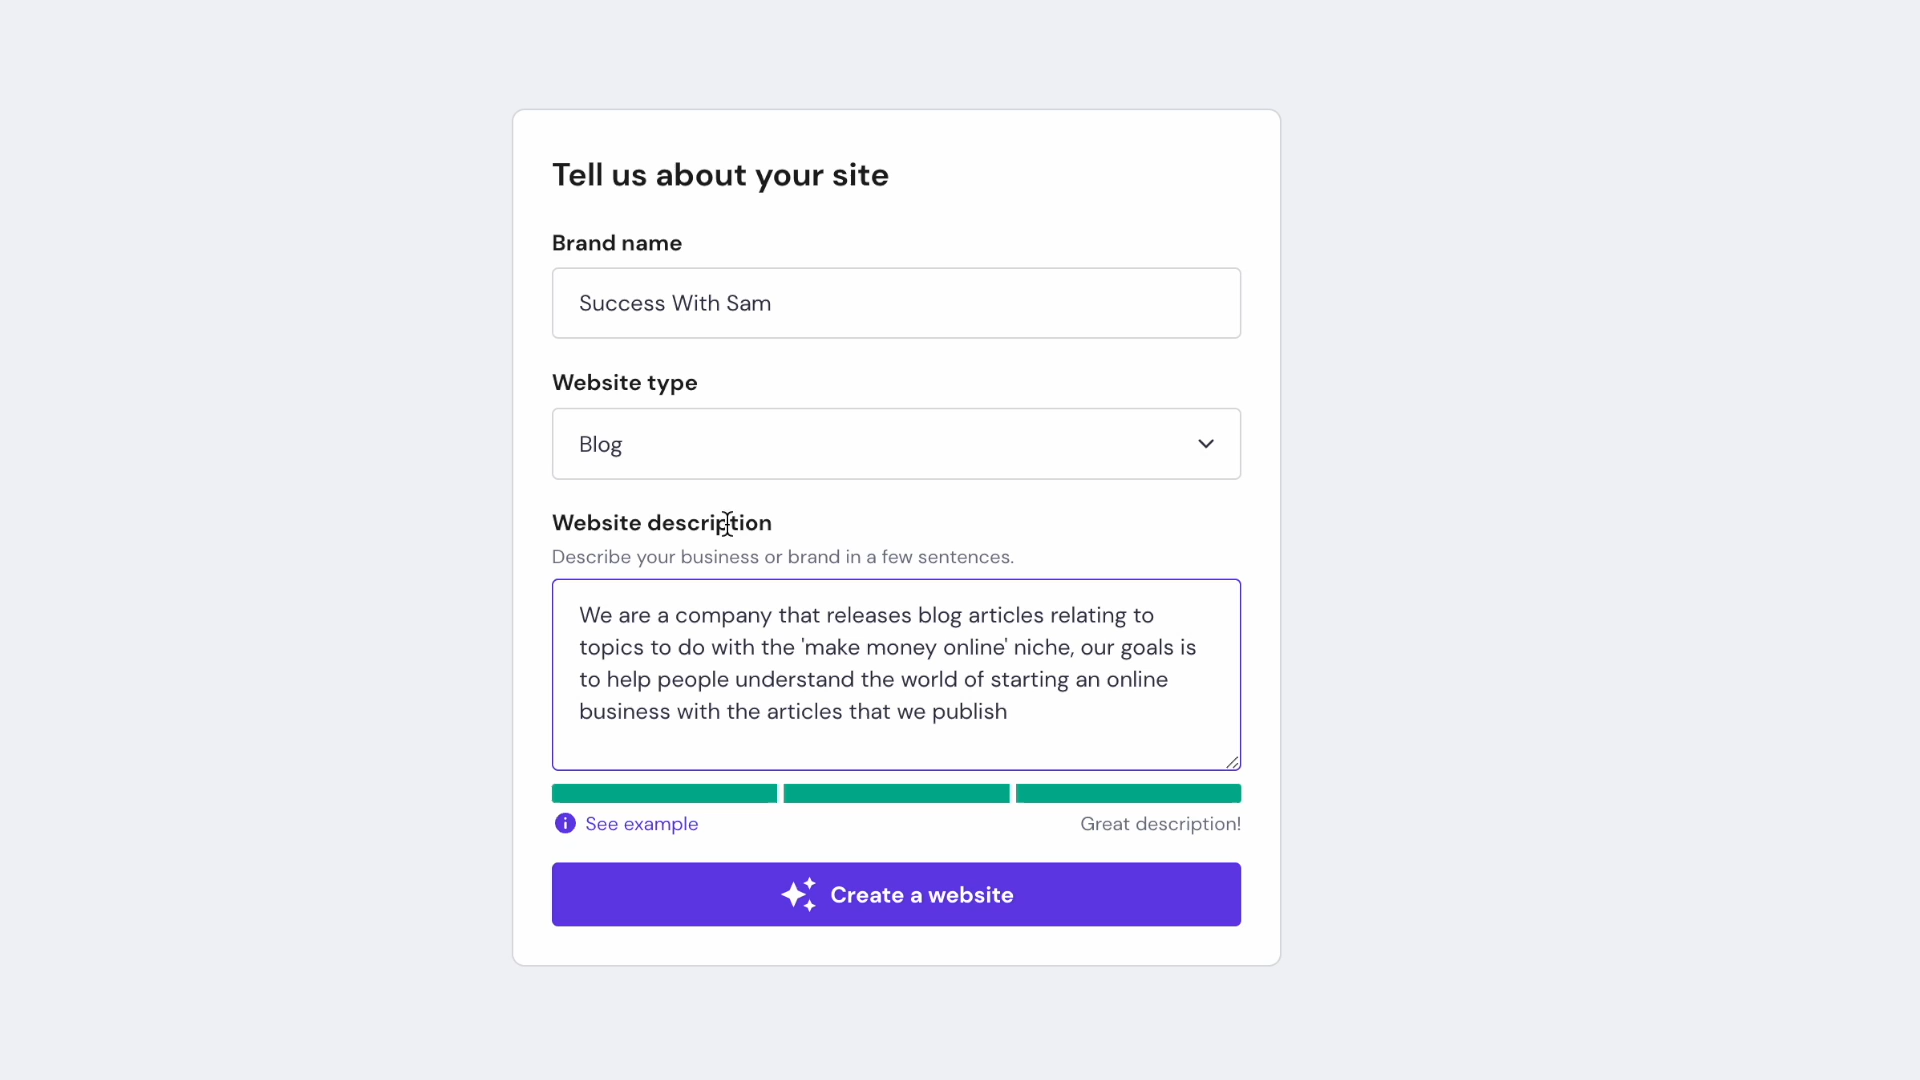 Tell us about your site
Brand name
Success With Sam
Website type
Blog
Website description
Describe your business or brand in a few sentences.
We are a company that releases blog articles relating to
topics to do with the 'make money online' niche, our goals is
to help people understand the world of starting an online
business with the articles that we publish
See example
Great description!
Create a website